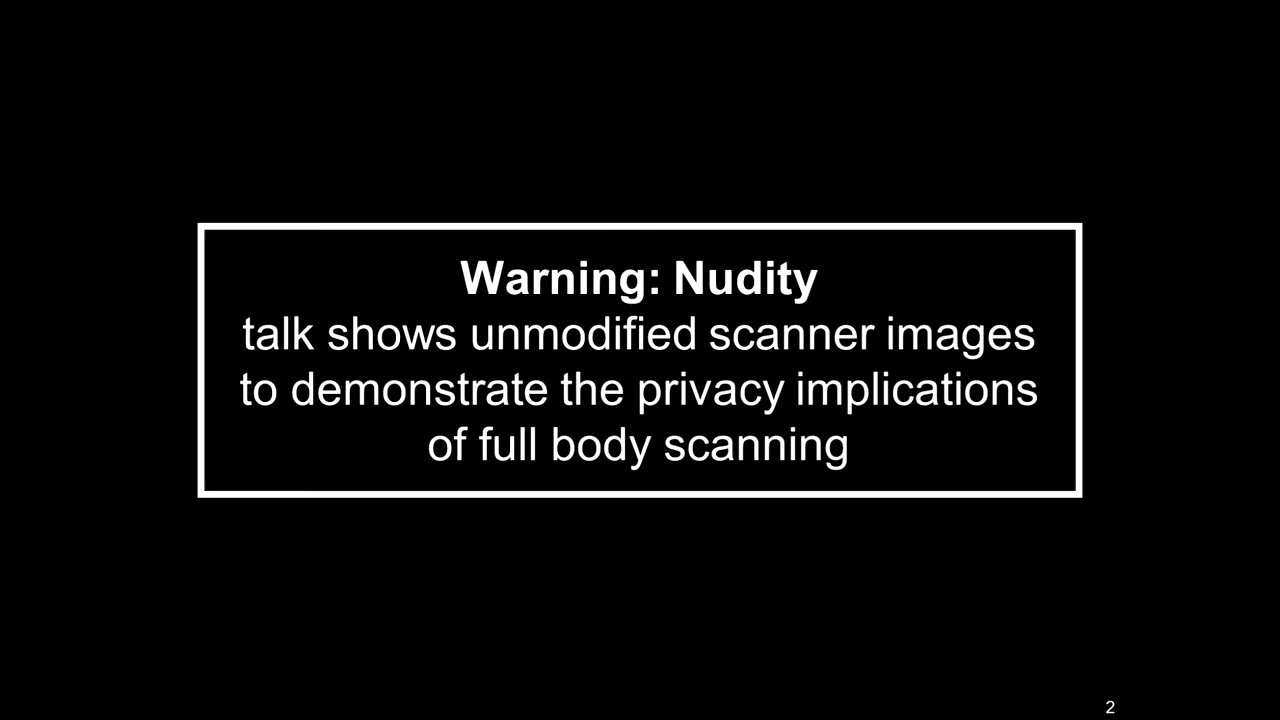 Warning: Nudity
talk shows unmodified scanner images
to demonstrate the privacy implications
of full body scanning
2